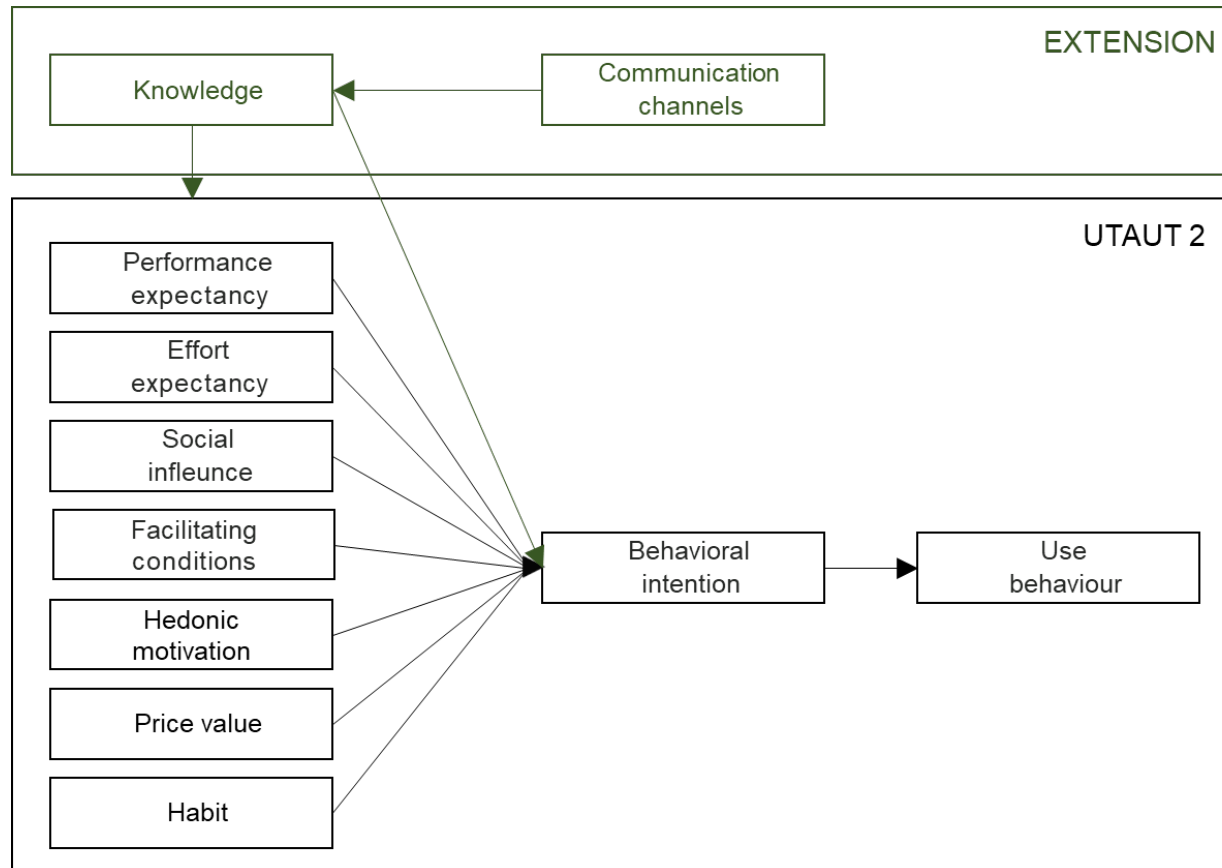 EXTENSION
Knowledge
Communication
channels
UTAUT 2
Performance
expectancy
Effort
expectancy
Social
infleunce
Facilitating
conditions
Hedonic
motivation
Price value
Habit
Behavioral
intention
Use
behaviour